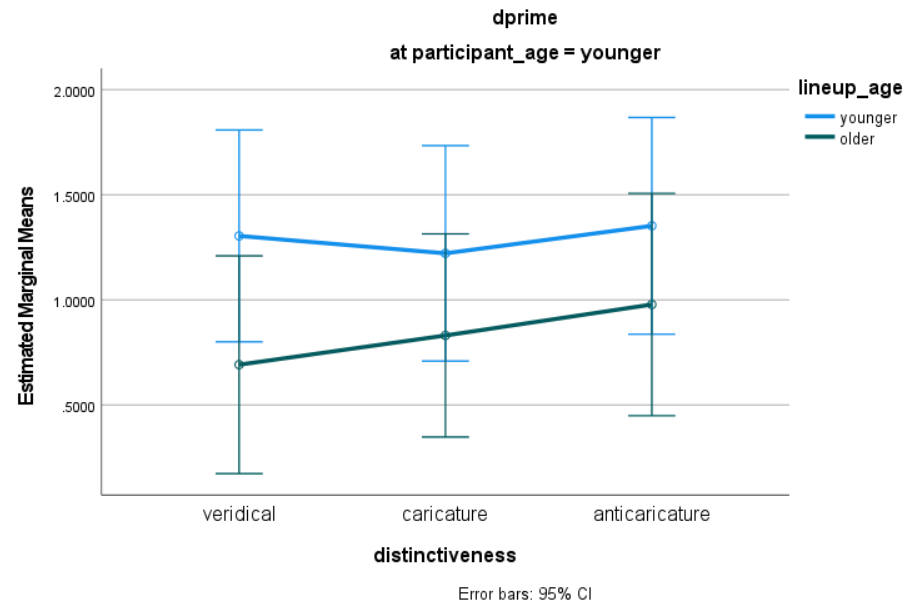 dprime
at participant_age = younger
lineup_age
younger
older
Estimated Marginal Means
2.0000
1.5000
1.0000
.5000
veridical
caricature
anticaricature
distinctiveness
Error bars: 95% CI